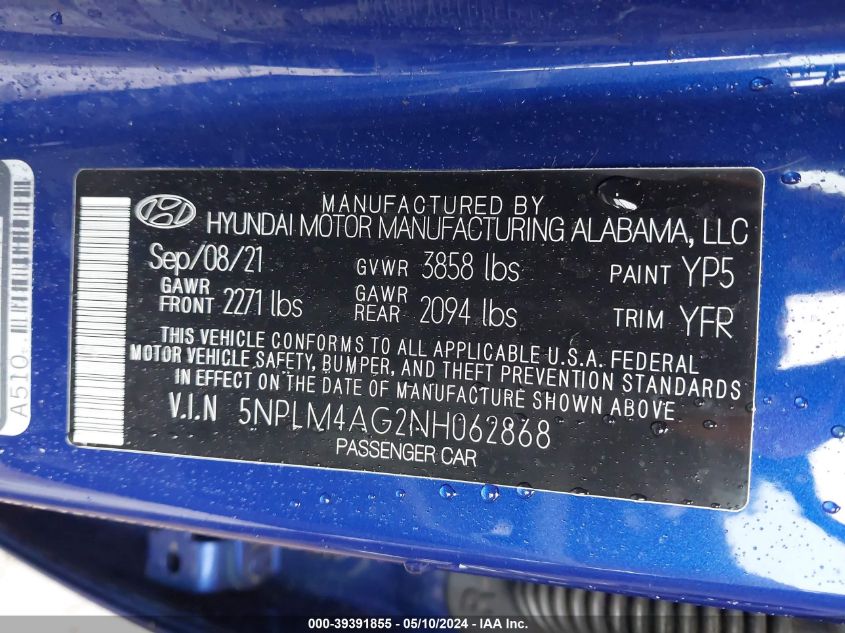 MANUFACTURED BY
HYUNDAI MOTOR MANUFACTURING ALABAMA, LLC
Sep/08/21 GVWR 3858 lbs PAINT YP5
GAWR FRONT 2271 lbs GAWR REAR 2094 lbs TRIM YFR
THIS VEHICLE CONFORMS TO ALL APPLICABLE U.S.A. FEDERAL
MOTOR VEHICLE SAFETY, BUMPER, AND THEFT PREVENTION STANDARDS
IN EFFECT ON THE DATE OF MANUFACTURE SHOWN ABOVE
V.I.N 5NPLM4AG2NH062868
PASSENGER CAR
A510
000-39391855 / 05/10/2024 / IAA, Inc.